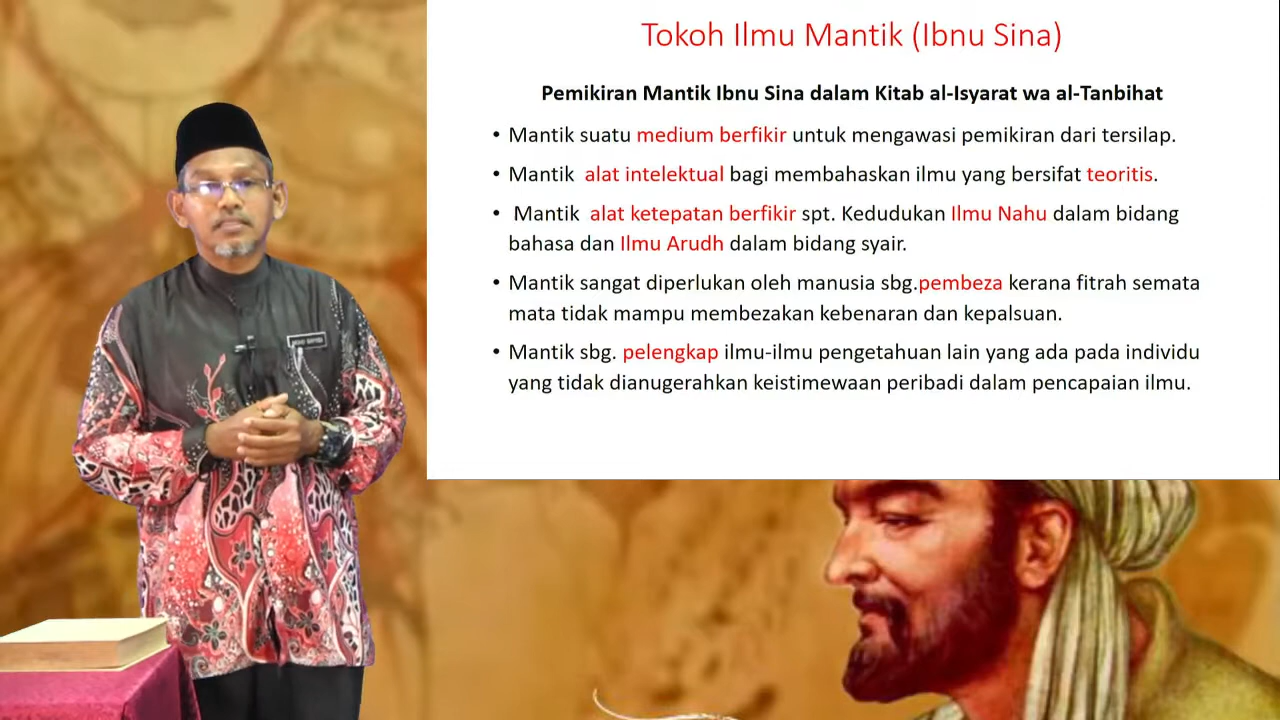 Tokoh Ilmu Mantik (Ibnu Sina)
Pemikiran Mantik Ibnu Sina dalam Kitab al-Isyarat wa al-Tanbihat
• Mantik suatu medium berfikir untuk mengawasi pemikiran dari tersilap.
• Mantik alat intelektual bagi membahaskan ilmu yang bersifat teoritis.
• Mantik alat ketepatan berfikir spt. Kedudukan Ilmu Nahu dalam bidang
bahasa dan Ilmu Arudh dalam bidang syair.
• Mantik sangat diperlukan oleh manusia sbg.pembeza kerana fitrah semata
mata tidak mampu membezakan kebenaran dan kepalsuan.
• Mantik sbg. pelengkap ilmu-ilmu pengetahuan lain yang ada pada individu
yang tidak dianugerahkan keistimewaan peribadi dalam pencapaian ilmu.